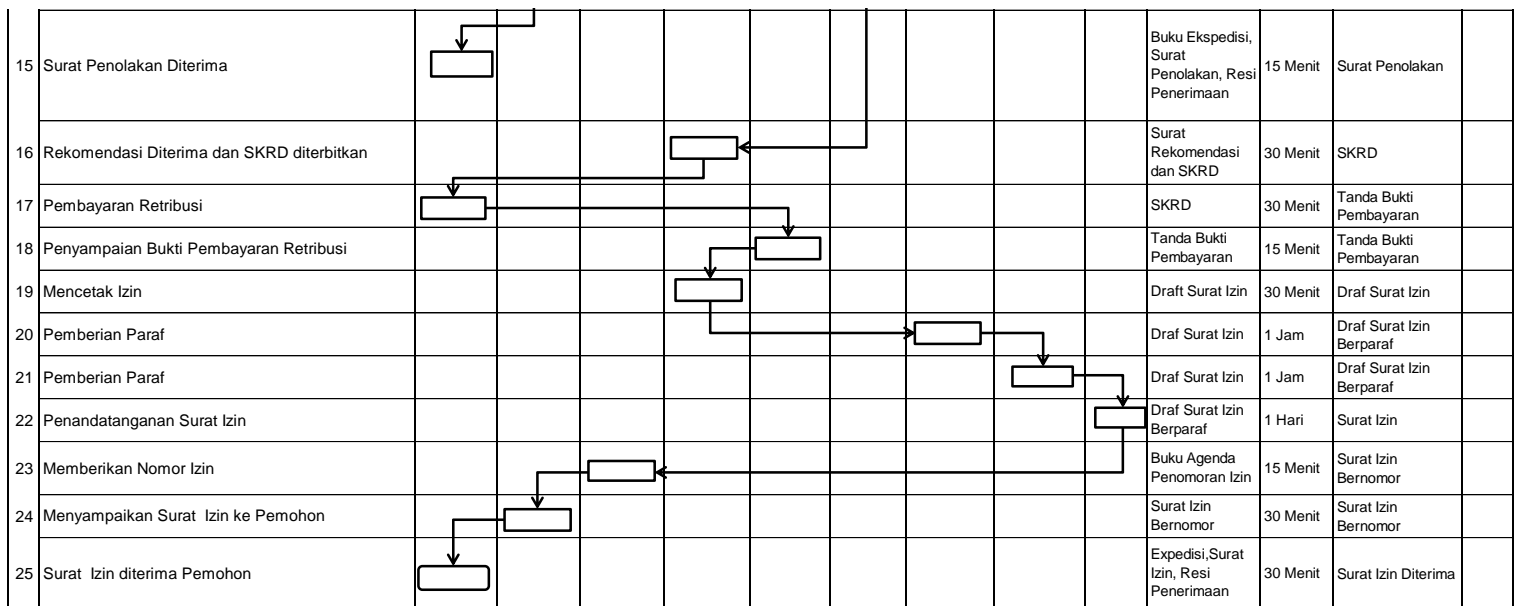 15 Surat Penolakan Diterima
Buku Ekspedisi,
Surat
Penolakan, Resi
Penerimaan
15 Menit
Surat Penolakan
16 Rekomendasi Diterima dan SKRD diterbitkan
Surat
Rekomendasi
dan SKRD
30 Menit
SKRD
17 Pembayaran Retribusi
SKRD
30 Menit
Tanda Bukti
Pembayaran
18 Penyampaian Bukti Pembayaran Retribusi
Tanda Bukti
Pembayaran
15 Menit
Tanda Bukti
Pembayaran
19 Mencetak Izin
Draft Surat Izin
30 Menit
Draf Surat Izin
20 Pemberian Paraf
Draf Surat Izin
1 Jam
Draf Surat Izin
Berparaf
21 Pemberian Paraf
Draf Surat Izin
1 Jam
Draf Surat Izin
Berparaf
22 Penandatanganan Surat Izin
Draf Surat Izin
Berparaf
1 Hari
Surat Izin
23 Memberikan Nomor Izin
Buku Agenda
Penomoran Izin
15 Menit
Surat Izin
Bernomor
24 Menyampaikan Surat Izin ke Pemohon
Surat Izin
Bernomor
30 Menit
Surat Izin
Bernomor
25 Surat Izin diterima Pemohon
Expedisi,Surat
Izin, Resi
Penerimaan
30 Menit
Surat Izin Diterima